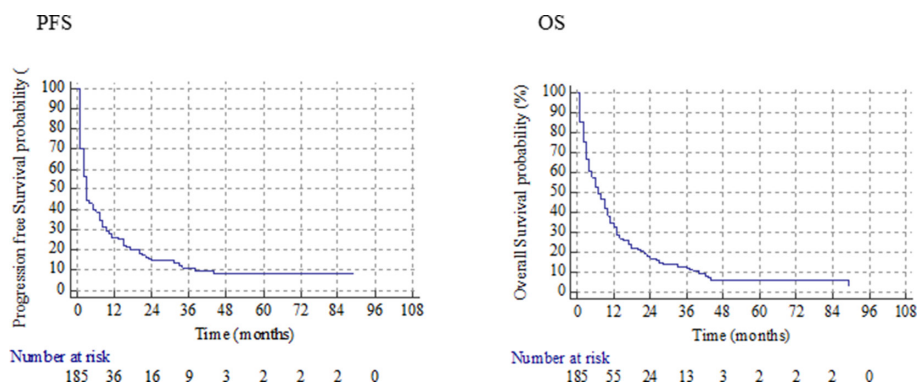 PFS
Progression free Survival probability (
100
90
80
70
60
50
40
30
20
10
0
0 12 24 36 48 60 72 84 96 108
Time (months)
Number at risk
185 36 16 9 3 2 2 2 0
OS
Overall Survival probability (%)
100
90
80
70
60
50
40
30
20
10
0
0 12 24 36 48 60 72 84 96 108
Time (months)
Number at risk
185 55 24 13 3 2 2 2 0